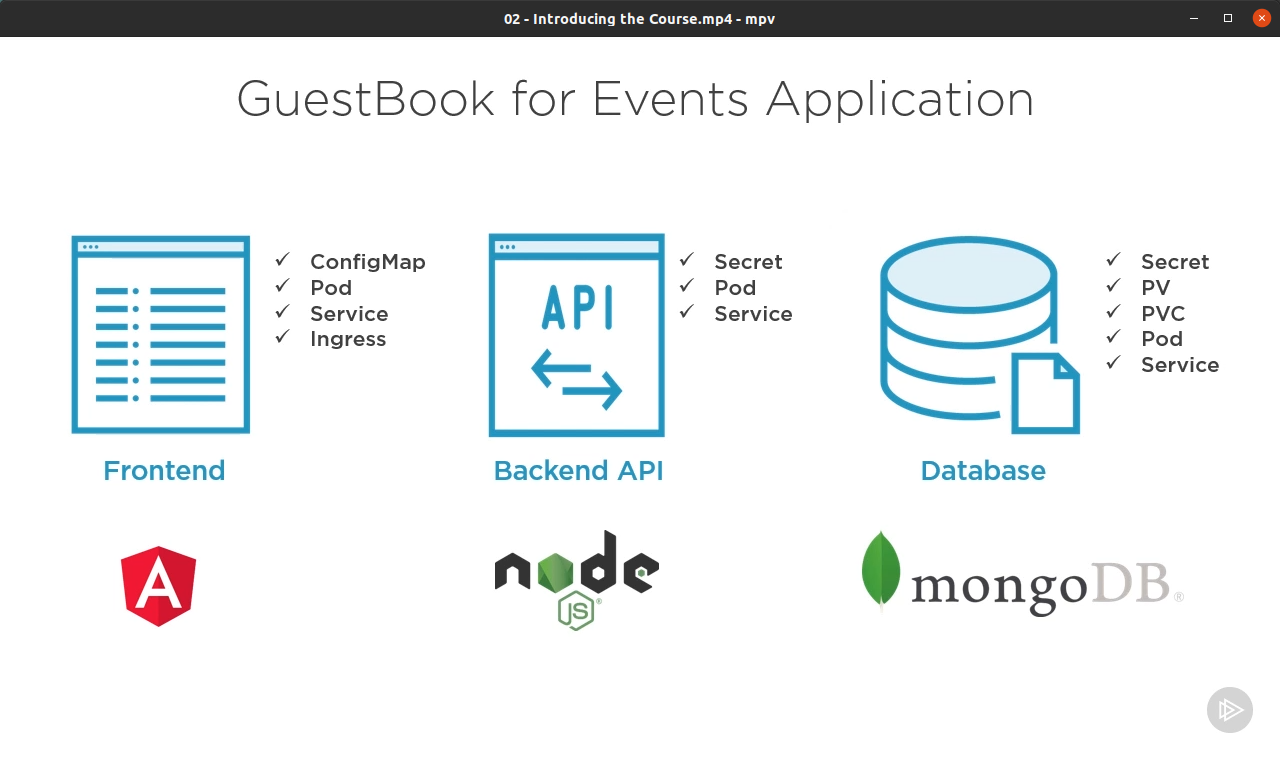 02 - Introducing the Course.mp4 - mpv
GuestBook for Events Application
ConfigMap
Pod
Service
Ingress
Frontend
API
Secret
Pod
Service
Backend API
Secret
PV
PVC
Pod
Service
Database
A
node
JS®
mongoDB®